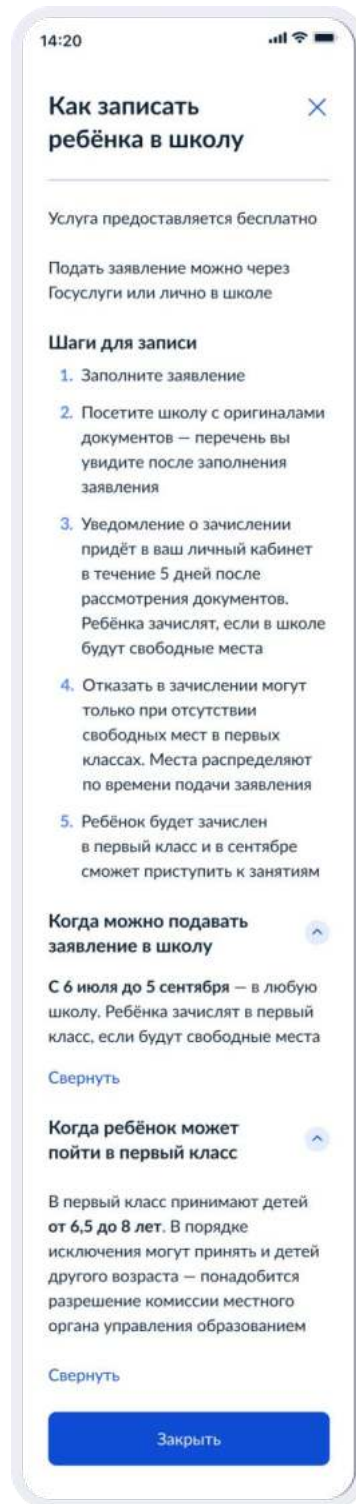 14:20
Как записать
ребёнка в школу
Услуга предоставляется бесплатно
Подать заявление можно через
Госуслуги или лично в школе
Шаги для записи
1. Заполните заявление
2. Посетите школу с оригиналами
документов — перечень вы
увидите после заполнения
заявления
3. Уведомление о зачислении
придёт в ваш личный кабинет
в течение 5 дней после
рассмотрения документов.
Ребёнка зачислят, если в школе
будут свободные места
4. Отказать в зачислении могут
только при отсутствии
свободных мест в первых
классах. Места распределяют
по времени подачи заявления
5. Ребёнок будет зачислен
в первый класс и в сентябре
сможет приступить к занятиям
Когда можно подавать
заявление в школу
С 6 июля до 5 сентября — в любую
школу. Ребёнка зачислят в первый
класс, если будут свободные места
Свернуть
Когда ребёнок может
пойти в первый класс
В первый класс принимают детей
от 6,5 до 8 лет. В порядке
исключения могут принять и детей
другого возраста — понадобится
разрешение комиссии местного
органа управления образованием
Свернуть
Закрыть